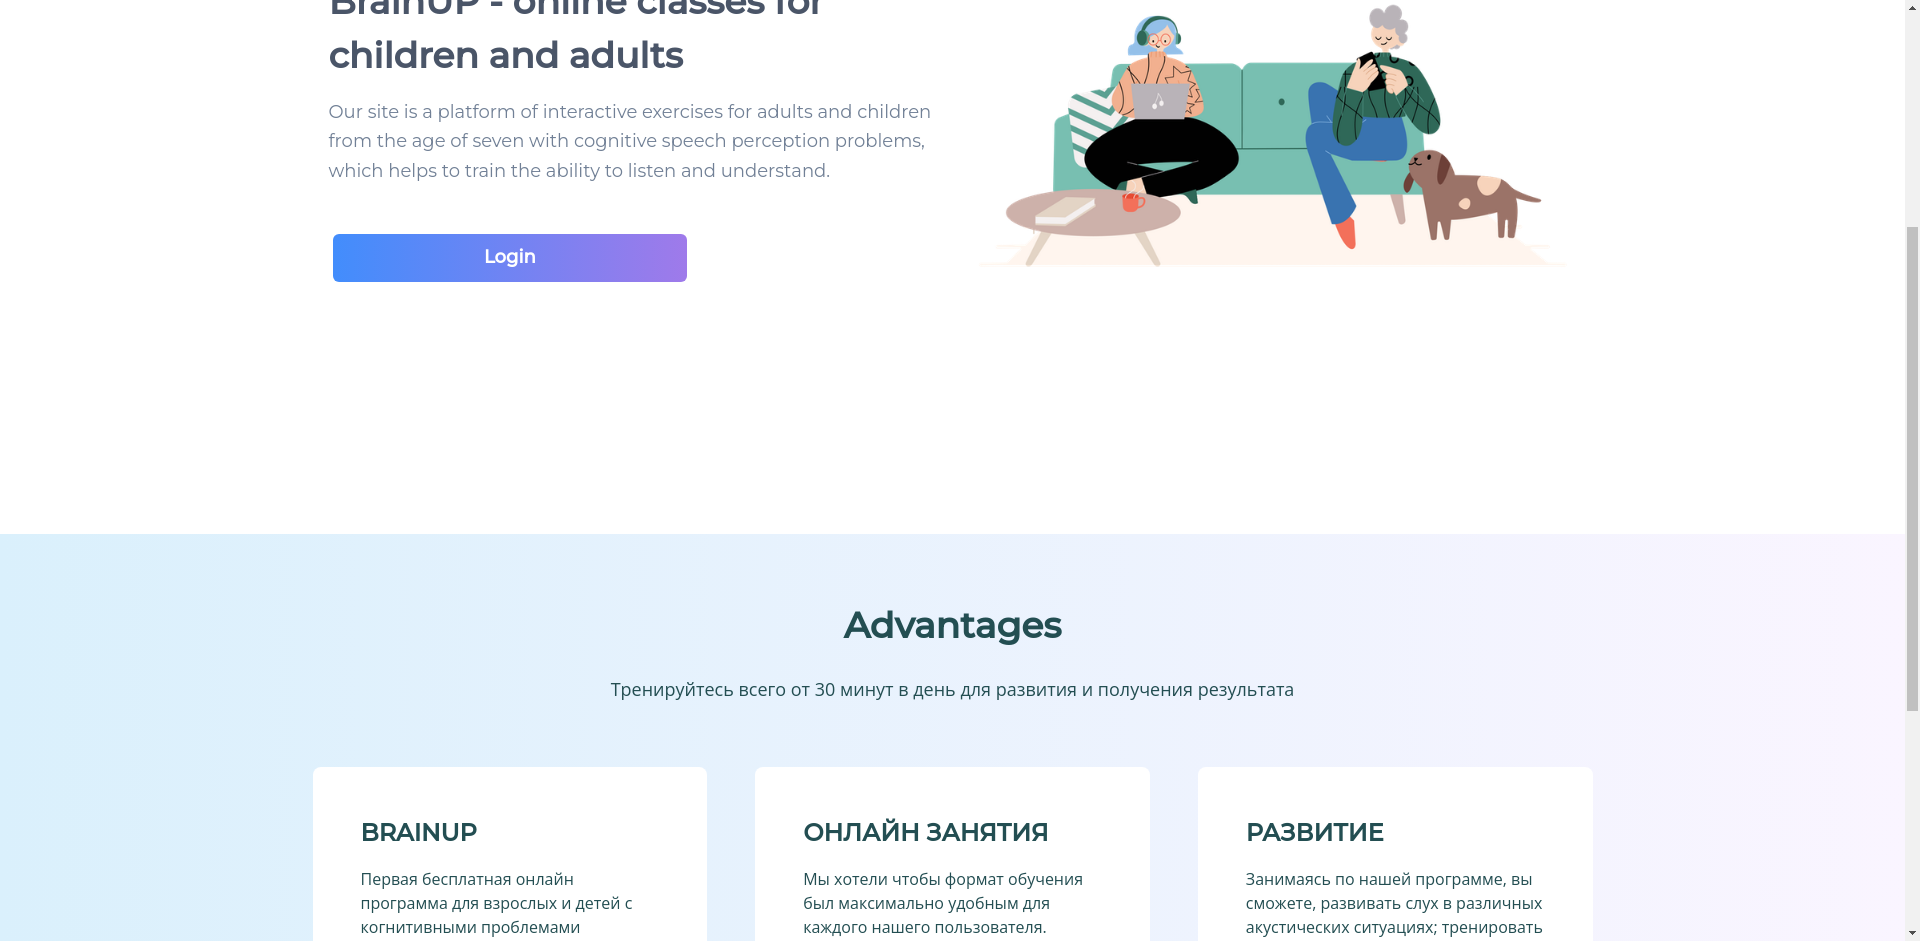 BrainUP - online classes for
children and adults
Our site is a platform of interactive exercises for adults and children
from the age of seven with cognitive speech perception problems,
which helps to train the ability to listen and understand.
Login
Advantages
Тренируйтесь всего от 30 минут в день для развития и получения результата
BRAINUP
Первая бесплатная онлайн
программа для взрослых и детей с
когнитивными проблемами
ОНЛАЙН ЗАНЯТИЯ
Мы хотели чтобы формат обучения
был максимально удобным для
каждого нашего пользователя.
РАЗВИТИЕ
Занимаясь по нашей программе, вы
сможете, развивать слух в различных
акустических ситуациях; тренировать